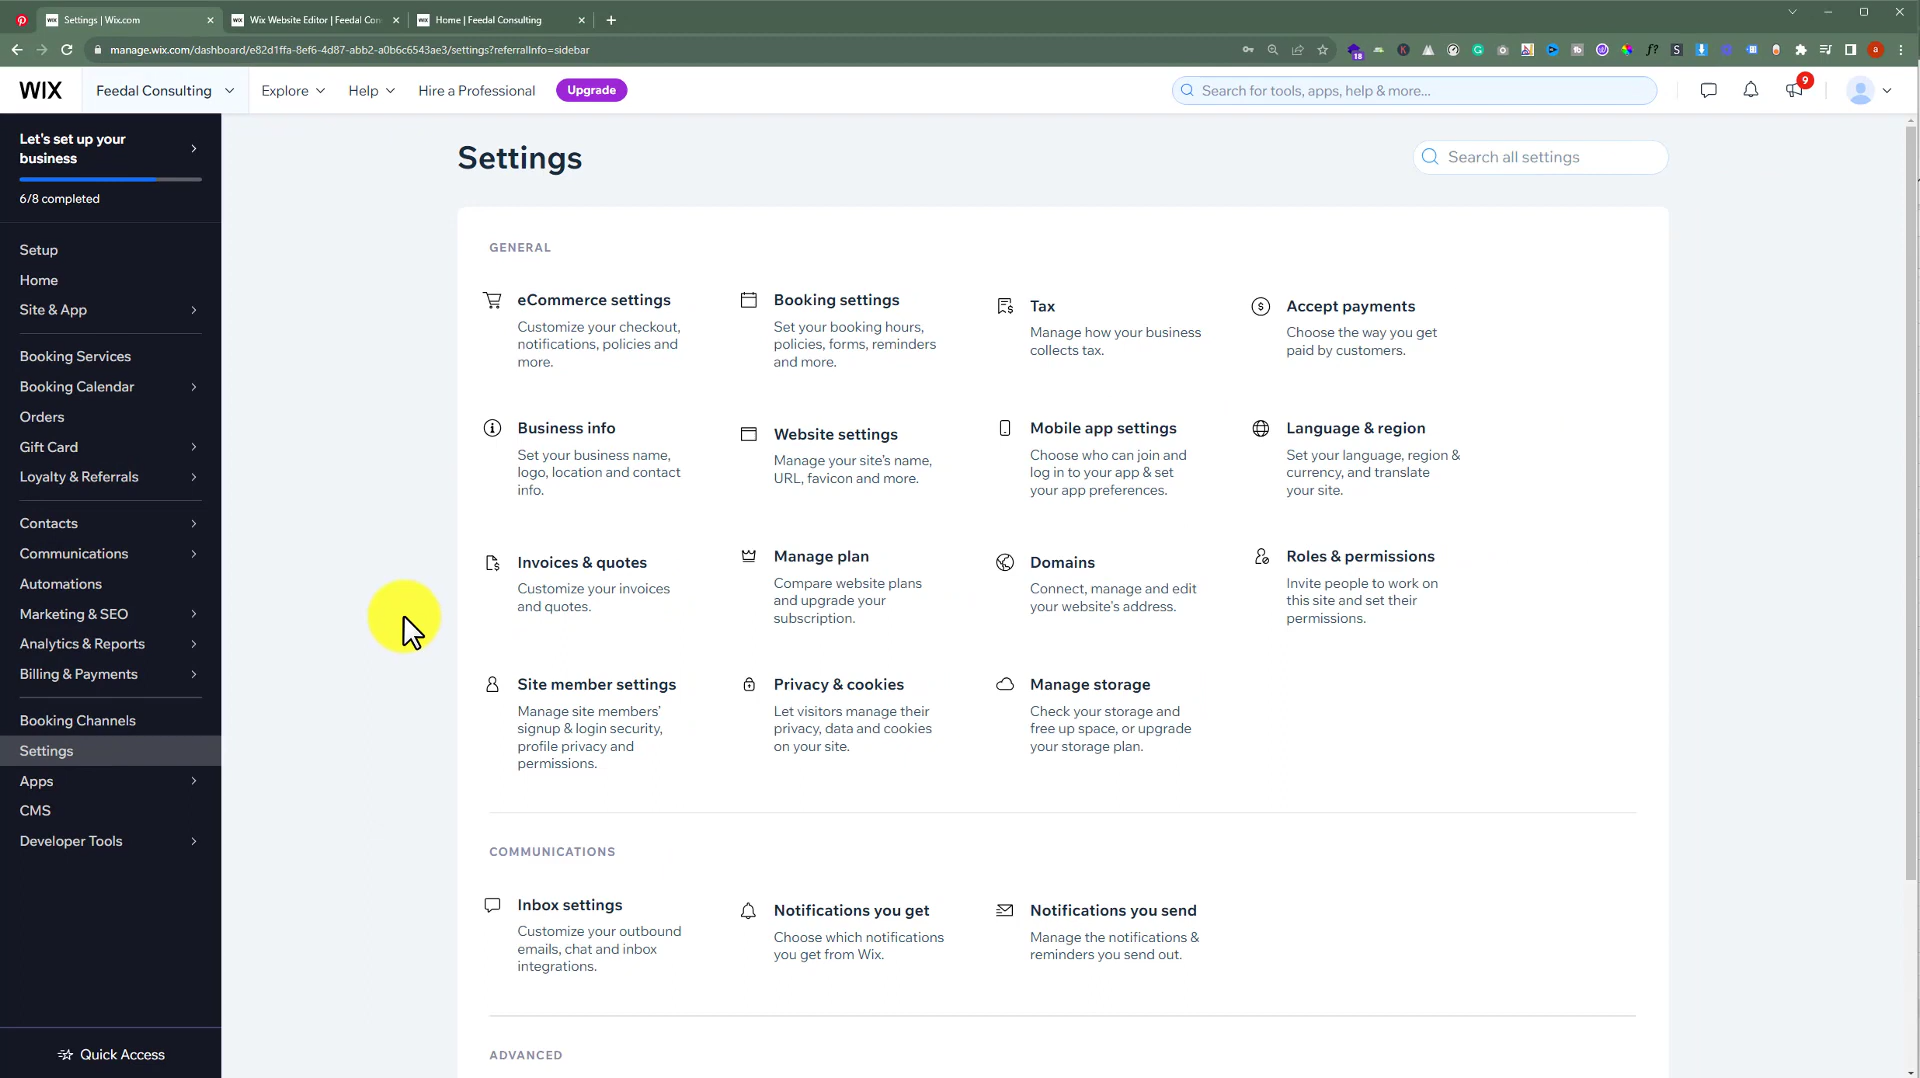 Settings | Wix.com
Wix Website Editor | Feedal Con
Home | Feedal Consulting
manage.wix.com/dashboard/e82d1ffa-8ef6-4d87-abb2-a0b6c6543ae3/settings?referralInfo=sidebar
18
f?
S
a
WIX
Feedal Consulting
Explore
Help
Hire a Professional
Upgrade
Search for tools, apps, help & more...
9
Let's set up your
business
6/8 completed
Setup
Home
Site & App
Booking Services
Booking Calendar
Orders
Gift Card
Loyalty & Referrals
Contacts
Communications
Automations
Marketing & SEO
Analytics & Reports
Billing & Payments
Booking Channels
Settings
Apps
CMS
Developer Tools
Quick Access
Settings
Search all settings
GENERAL
eCommerce settings
Customize your checkout,
notifications, policies and
more.
Booking settings
Set your booking hours,
policies, forms, reminders
and more.
Tax
Manage how your business
collects tax.
Accept payments
Choose the way you get
paid by customers.
Business info
Set your business name,
logo, location and contact
info.
Website settings
Manage your site's name,
URL, favicon and more.
Mobile app settings
Choose who can join and
log in to your app & set
your app preferences.
Language & region
Set your language, region &
currency, and translate
your site.
Invoices & quotes
Customize your invoices
and quotes.
Manage plan
Compare website plans
and upgrade your
subscription.
Domains
Connect, manage and edit
your website's address.
Roles & permissions
Invite people to work on
this site and set their
permissions.
Site member settings
Manage site members'
signup & login security,
profile privacy and
permissions.
Privacy & cookies
Let visitors manage their
privacy, data and cookies
on your site.
Manage storage
Check your storage and
free up space, or upgrade
your storage plan.
COMMUNICATIONS
Inbox settings
Customize your outbound
emails, chat and inbox
integrations.
Notifications you get
Choose which notifications
you get from Wix.
Notifications you send
Manage the notifications &
reminders you send out.
ADVANCED